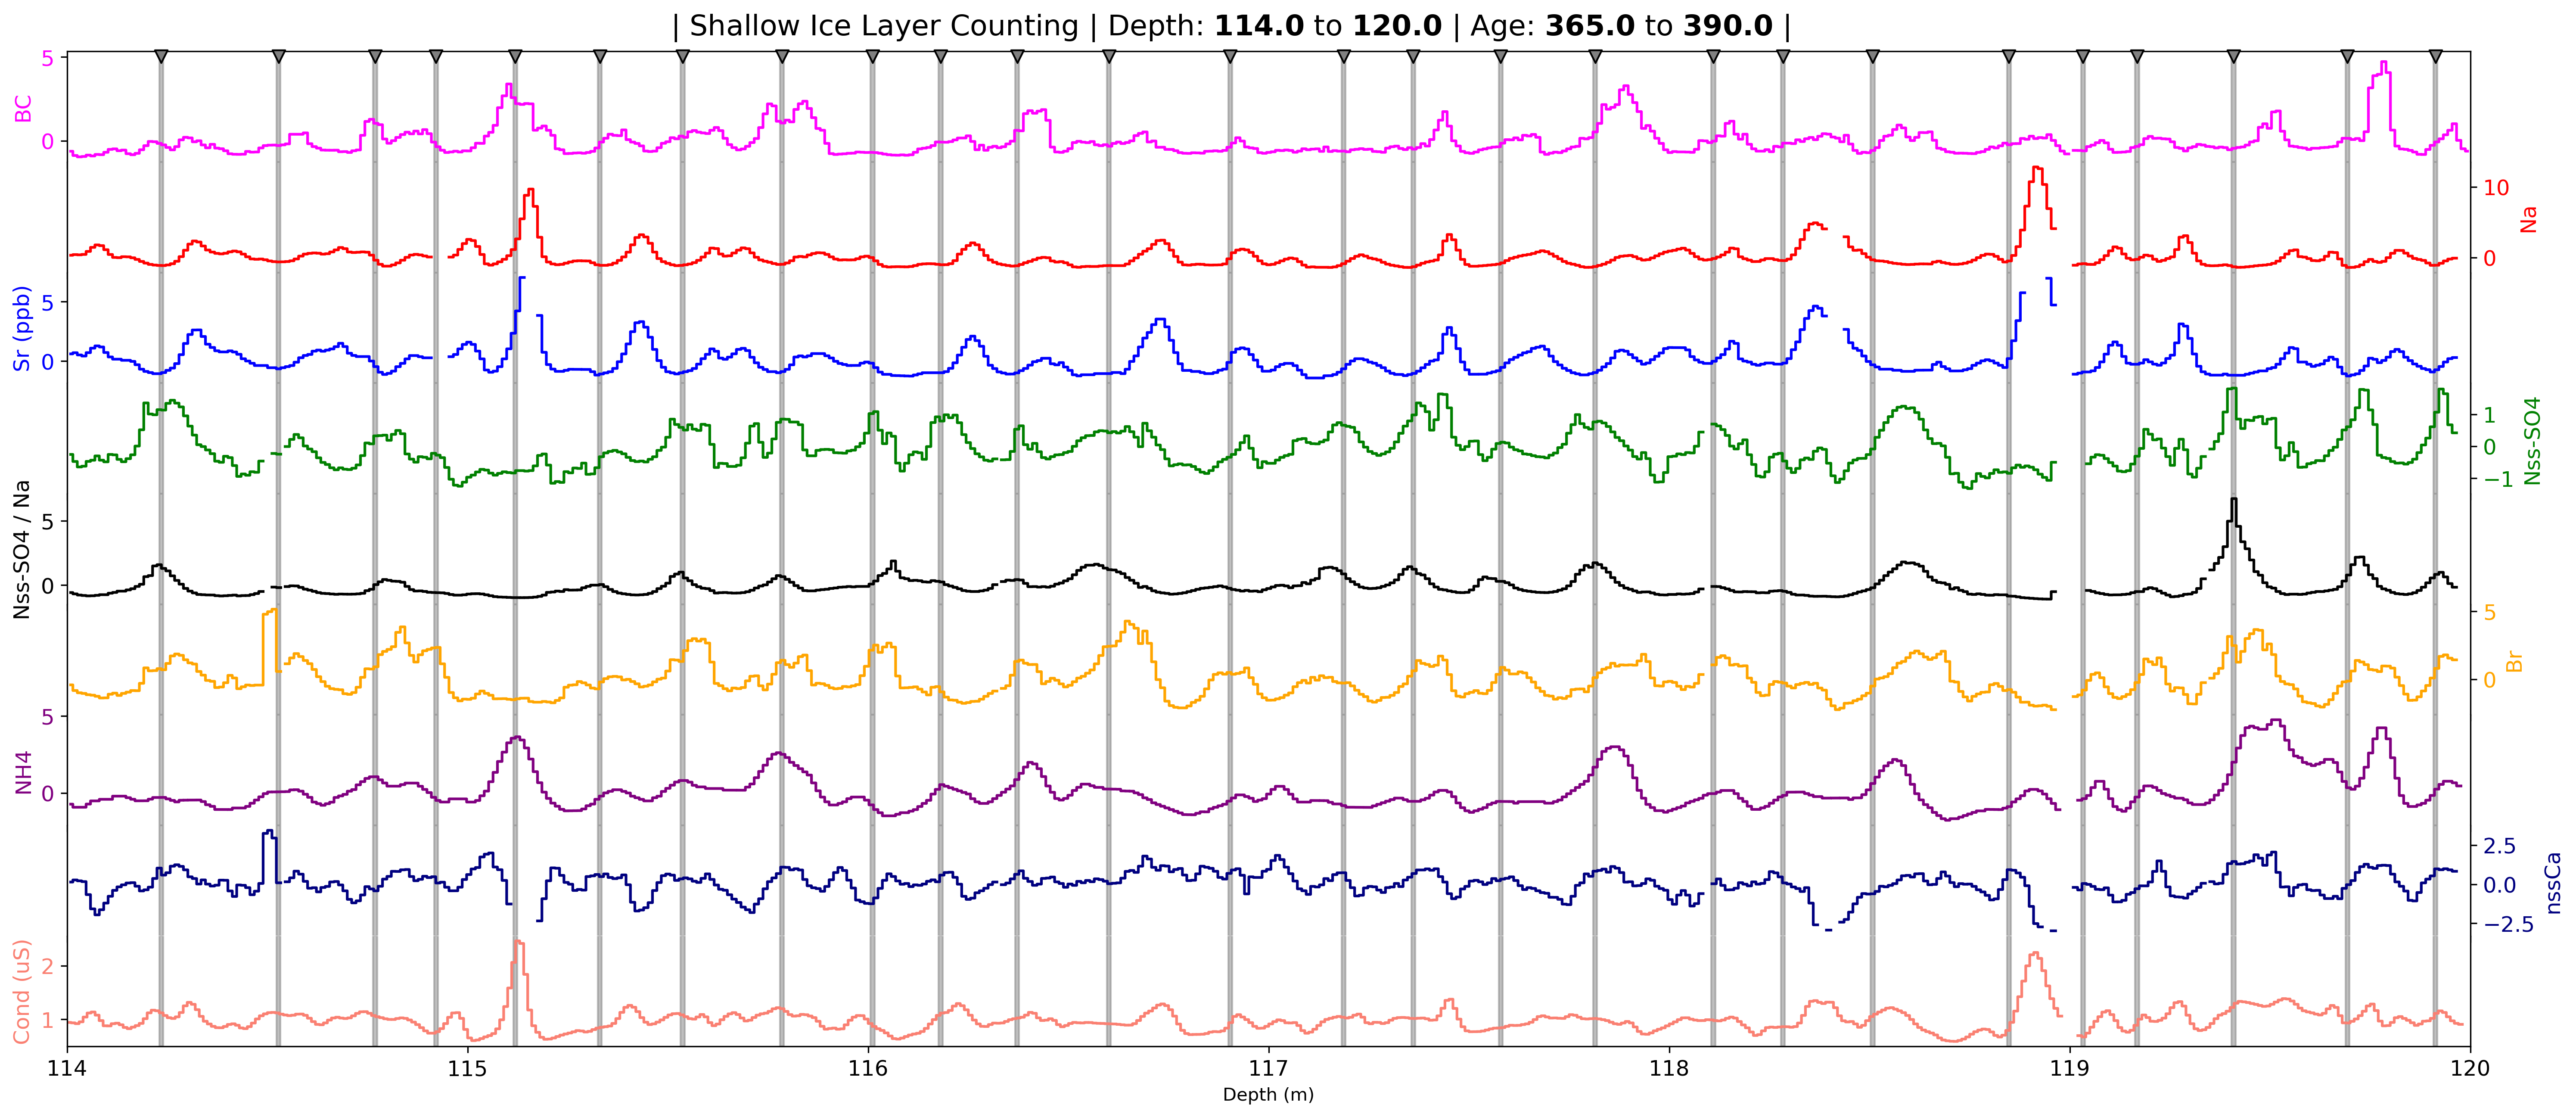 | Shallow Ice Layer Counting | Depth: 114.0 to 120.0 | Age: 365.0 to 390.0 |
BC
5
0
Na
10
0
Sr (ppb)
5
0
Nss-SO4
1
0
−1
Nss-SO4 / Na
5
0
Br
5
0
NH4
5
0
nssCa
2.5
0.0
−2.5
Cond (uS)
2
1
114 115 116 117 118 119 120
Depth (m)